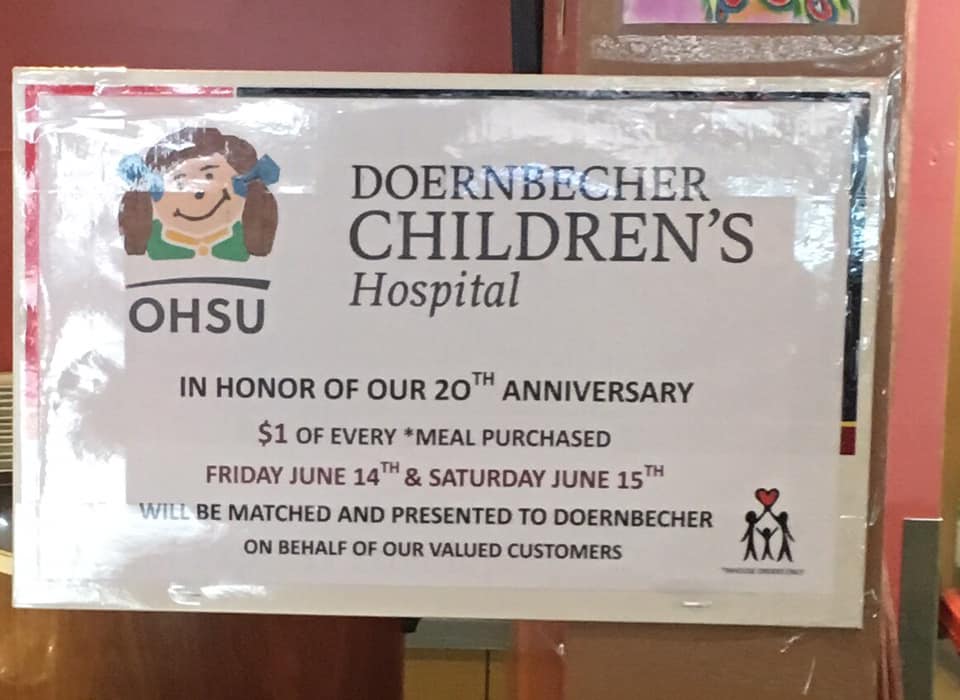 DOERNBECHER
CHILDREN'S
Hospital
OHSU
IN HONOR OF OUR 20TH ANNIVERSARY
$1 OF EVERY *MEAL PURCHASED
FRIDAY JUNE 14TH & SATURDAY JUNE 15TH
WILL BE MATCHED AND PRESENTED TO DOERNBECHER
ON BEHALF OF OUR VALUED CUSTOMERS